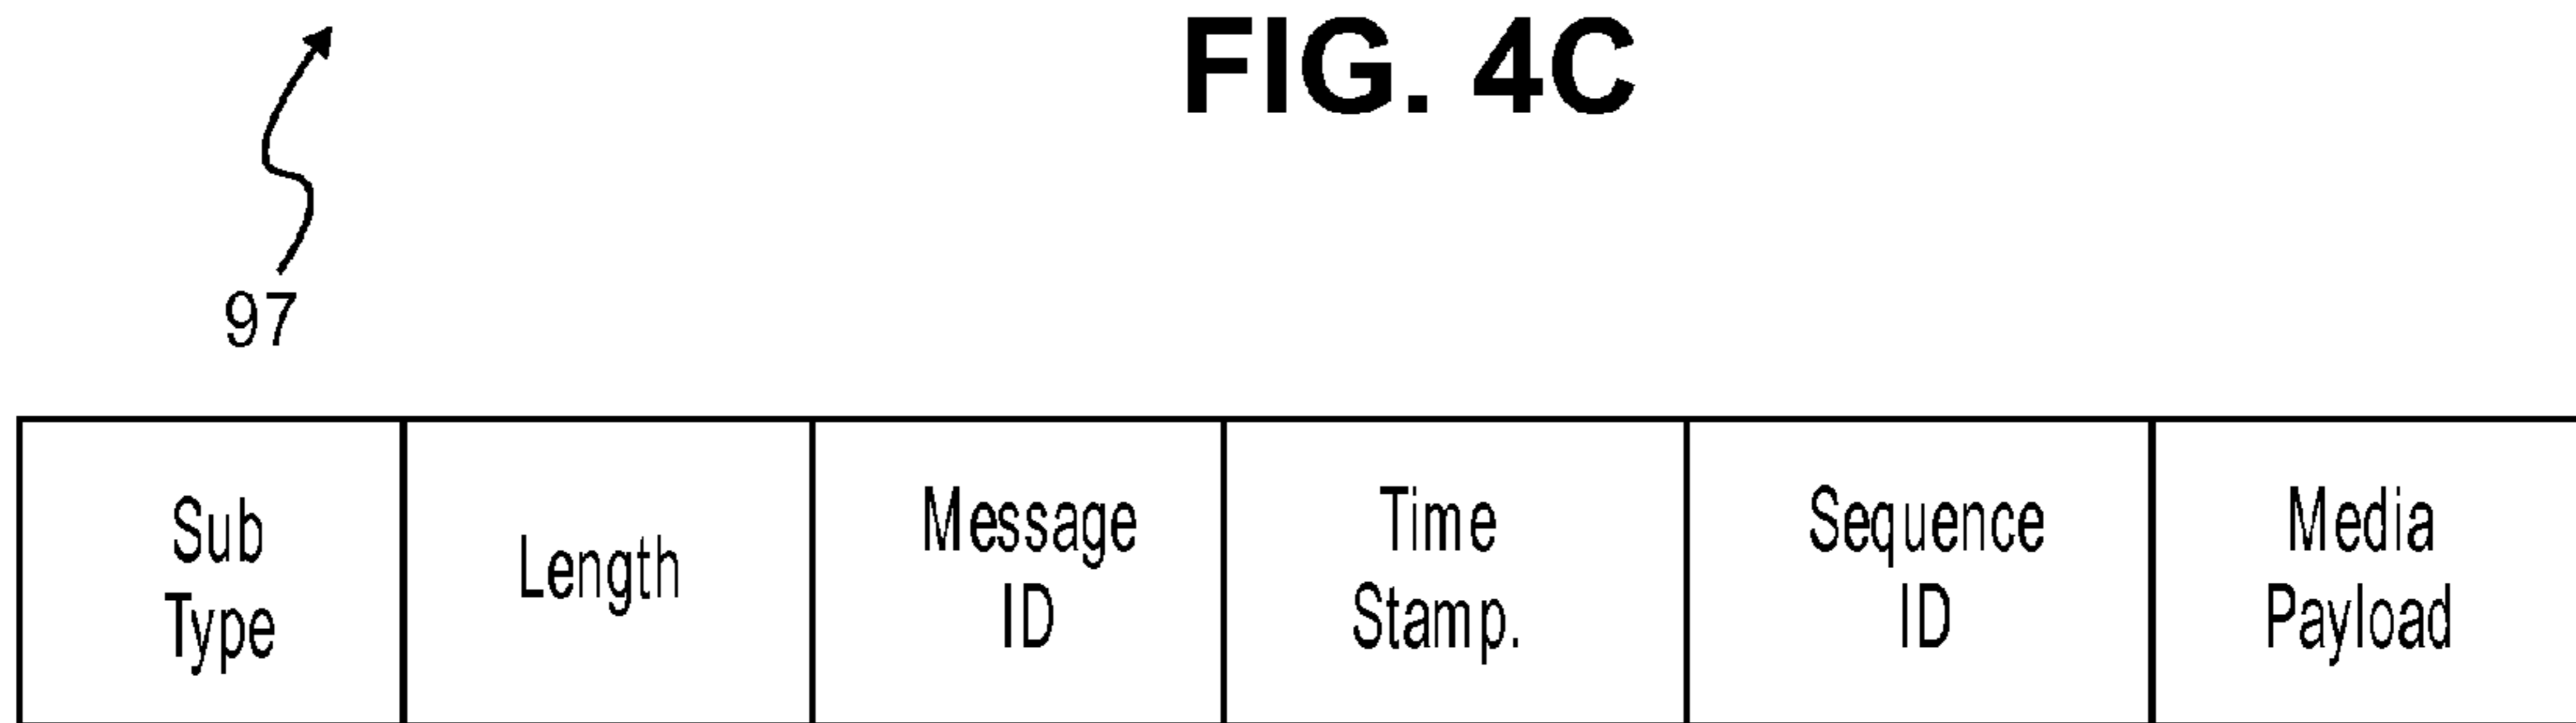 FIG. 4C
97
Sub
Type
Length
Message
ID
Time
Stamp.
Sequence
ID
Media
Payload